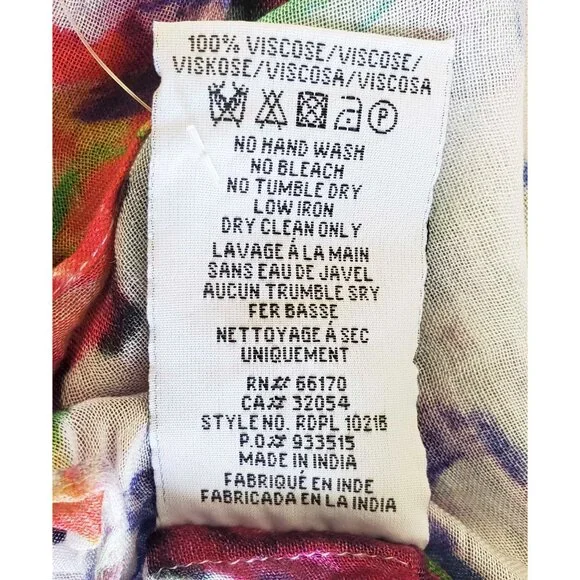 100% VISCOSE/VISCOSE/
VISKOSE/VISCOSA/VISCOSA
P
NO HAND WASH
NO BLEACH
NO TUMBLE DRY
LOW IRON
DRY CLEAN ONLY
LAVAGE Á LA MAIN
SANS EAU DE JAVEL
AUCUN TRUMBLE SRY
FER BASSE
NETTOYAGE Á SEC
UNIQUEMENT
RN# 66170
CA# 32054
STYLE NO. RDPL 1021B
P.O# 933515
MADE IN INDIA
FABRIQUÉ EN INDE
FABRICADA EN LA INDIA